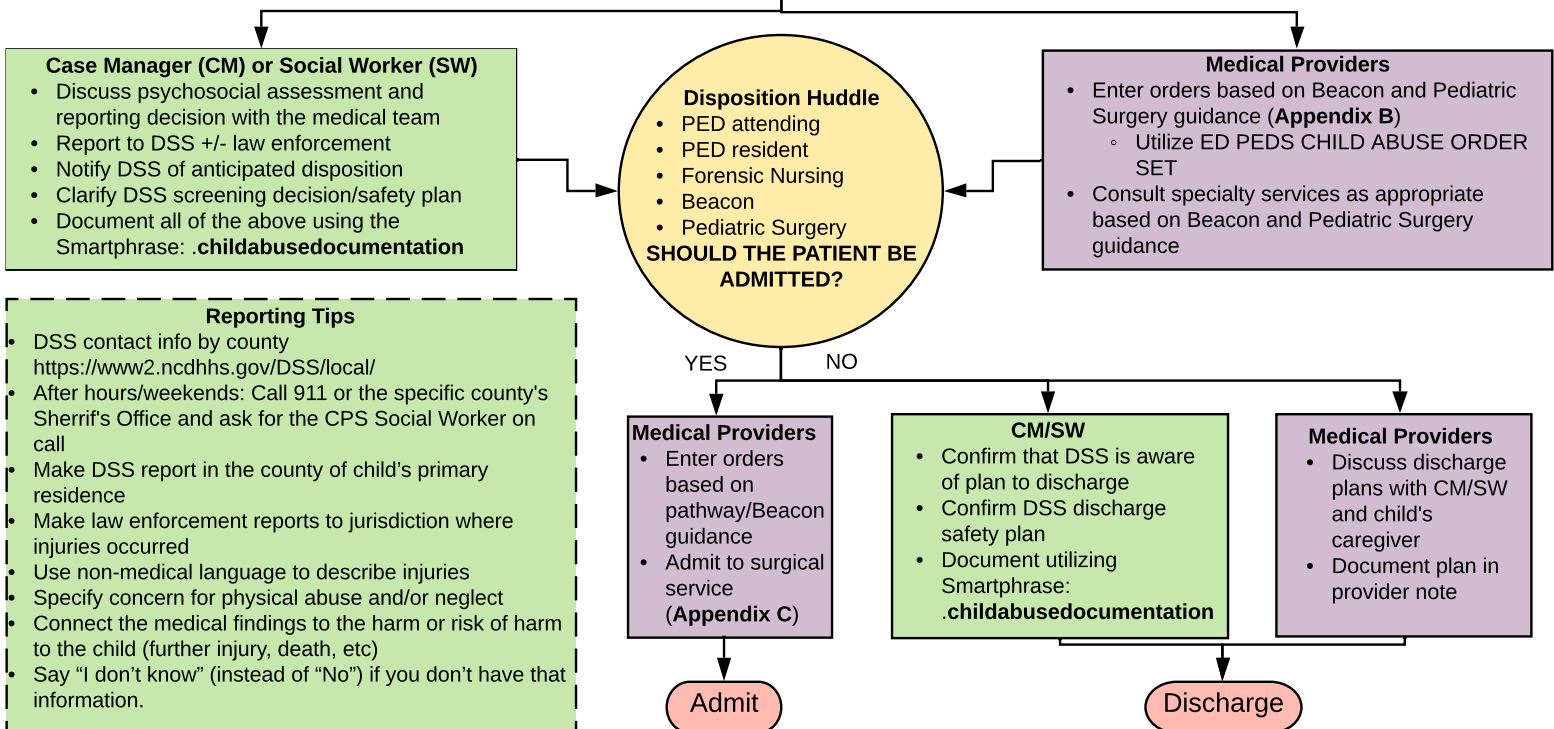 Case Manager (CM) or Social Worker (SW)
• Discuss psychosocial assessment and
reporting decision with the medical team
• Report to DSS +/- law enforcement
• Notify DSS of anticipated disposition
• Clarify DSS screening decision/safety plan
• Document all of the above using the
Smartphrase: .childabusedocumentation
Disposition Huddle
• PED attending
• PED resident
• Forensic Nursing
• Beacon
• Pediatric Surgery
SHOULD THE PATIENT BE
ADMITTED?
Medical Providers
• Enter orders based on Beacon and Pediatric
Surgery guidance (Appendix B)
◦ Utilize ED PEDS CHILD ABUSE ORDER
SET
• Consult specialty services as appropriate
based on Beacon and Pediatric Surgery
guidance
Reporting Tips
• DSS contact info by county
https://www2.ncdhhs.gov/DSS/local/
• After hours/weekends: Call 911 or the specific county's
Sherrif's Office and ask for the CPS Social Worker on
call
• Make DSS report in the county of child’s primary
residence
• Make law enforcement reports to jurisdiction where
injuries occurred
• Use non-medical language to describe injuries
• Specify concern for physical abuse and/or neglect
• Connect the medical findings to the harm or risk of harm
to the child (further injury, death, etc)
• Say “I don’t know” (instead of “No”) if you don’t have that
information.
YES
NO
Medical Providers
• Enter orders
based on
pathway/Beacon
guidance
• Admit to surgical
service
(Appendix C)
CM/SW
• Confirm that DSS is aware
of plan to discharge
• Confirm DSS discharge
safety plan
• Document utilizing
Smartphrase:
.childabusedocumentation
Medical Providers
• Discuss discharge
plans with CM/SW
and child's
caregiver
• Document plan in
provider note
Admit
Discharge